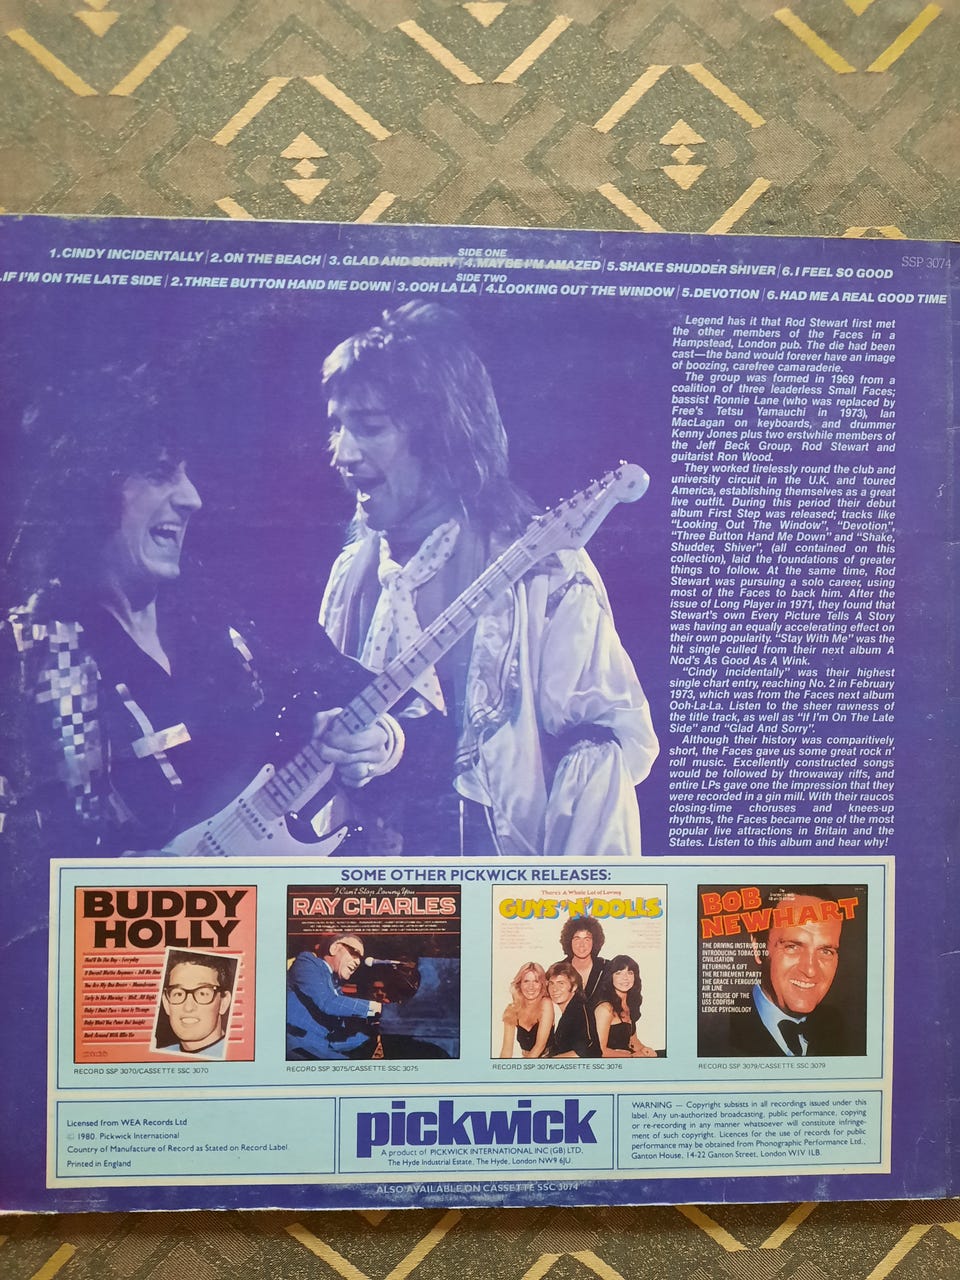 SIDE ONE
1.CINDY INCIDENTALLY / 2.ON THE BEACH / 3. GLAD AND SORRY / 4.MAYBE I'M AMAZED / 5.SHAKE SHUDDER SHIVER / 6.I FEEL SO GOOD
SSP 3074
SIDE TWO
.IF I'M ON THE LATE SIDE / 2.THREE BUTTON HAND ME DOWN / 3.OOH LA LA / 4.LOOKING OUT THE WINDOW / 5.DEVOTION / 6.HAD ME A REAL GOOD TIME
Legend has it that Rod Stewart first met
the other members of the Faces in a
Hampstead, London pub. The die had been
cast—the band would forever have an image
of boozing, carefree camaraderie.
The group was formed in 1969 from a
coalition of three leaderless Small Faces;
bassist Ronnie Lane (who was replaced by
Free's Tetsu Yamauchi in 1973), Ian
MacLagan on keyboards, and drummer
Kenny Jones plus two erstwhile members of
the Jeff Beck Group, Rod Stewart and
guitarist Ron Wood.
They worked tirelessly round the club and
university circuit in the U.K. and toured
America, establishing themselves as a great
live outfit. During this period their debut
album First Step was released; tracks like
"Looking Out The Window", "Devotion",
"Three Button Hand Me Down" and "Shake,
Shudder, Shiver", (all contained on this
collection), laid the foundations of greater
things to follow. At the same time, Rod
Stewart was pursuing a solo career, using
most of the Faces to back him. After the
issue of Long Player in 1971, they found that
Stewart's own Every Picture Tells A Story
was having an equally accelerating effect on
their own popularity. "Stay With Me" was the
hit single culled from their next album A
Nod's As Good As A Wink.
"Cindy incidentally" was their highest
single chart entry, reaching No. 2 in February
1973, which was from the Faces next album
Ooh-La-La. Listen to the sheer rawness of
the title track, as well as "If I'm On The Late
Side" and "Glad And Sorry".
Although their history was comparitively
short, the Faces gave us some great rock n'
roll music. Excellently constructed songs
would be followed by throwaway riffs, and
entire LPs gave one the impression that they
were recorded in a gin mill. With their raucos
closing-time choruses and knees-up
rhythms, the Faces became one of the most
popular live attractions in Britain and the
States. Listen to this album and hear why!
SOME OTHER PICKWICK RELEASES:
BUDDY
HOLLY
RECORD SSP 3070/CASSETTE SSC 3070
I Can't Stop Loving You
RAY CHARLES
RECORD SSP 3075/CASSETTE SSC 3075
There's A Whole Lot of Loving
GUYS 'N' DOLLS
RECORD SSP 3076/CASSETTE SSC 3076
BOB
NEWHART
THE DRIVING INSTRUCTOR
INTRODUCING TOBACCO TO
CIVILISATION
RETURNING A GIFT
THE RETIREMENT PARTY
THE GRACE L FERGUSON
AIR LINE
THE CRUISE OF THE
USS CODFISH
LEDGE PSYCHOLOGY
RECORD SSP 3079/CASSETTE SSC 3079
Licensed from WEA Records Ltd
© 1980. Pickwick International
Country of Manufacture of Record as Stated on Record Label
Printed in England
pickwick
A product of PICKWICK INTERNATIONAL INC (GB) LTD,
The Hyde Industrial Estate, The Hyde, London NW9 6JU.
WARNING — Copyright subsists in all recordings issued under this
label. Any un-authorized broadcasting, public performance, copying
or re-recording in any manner whatsoever will constitute infringe-
ment of such copyright. Licences for the use of records for public
performance may be obtained from Phonographic Performance Ltd.,
Ganton House, 14-22 Ganton Street, London W1V 1LB.
ALSO AVAILABLE ON CASSETTE SSC 3074